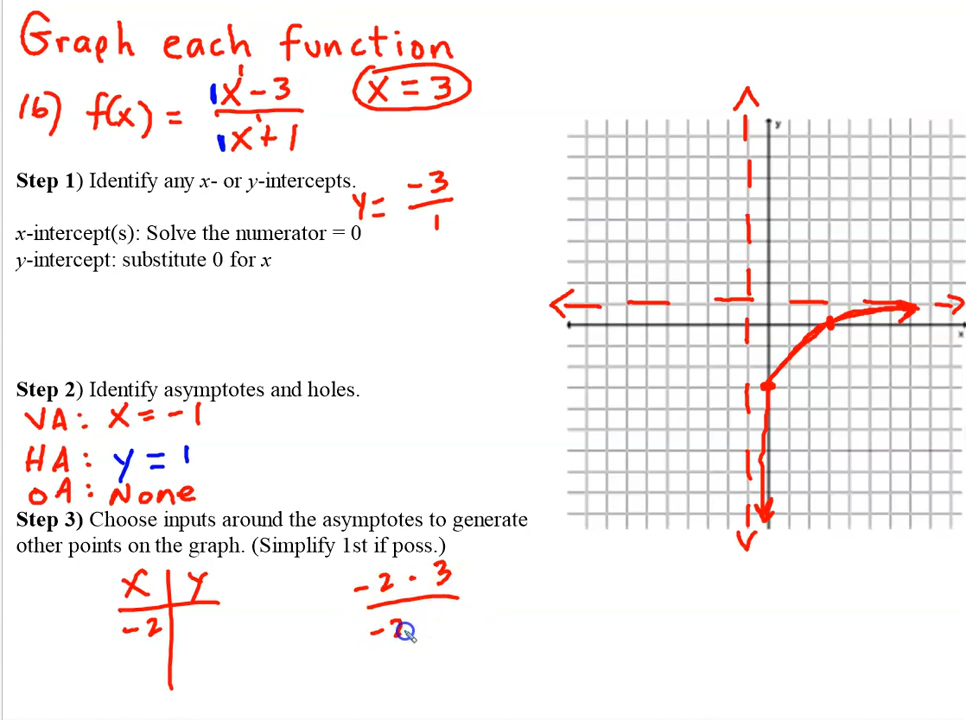 Graph each function
16) f(x) = 1x¹ - 3 / 1x¹ + 1
x = 3
Step 1) Identify any x- or y-intercepts.
y = -3 / 1
x-intercept(s): Solve the numerator = 0
y-intercept: substitute 0 for x
Step 2) Identify asymptotes and holes.
VA: x = -1
HA: y = 1
OA: None
Step 3) Choose inputs around the asymptotes to generate
other points on the graph. (Simplify 1st if poss.)
x | y
-2
-2 · 3
-2
y
x